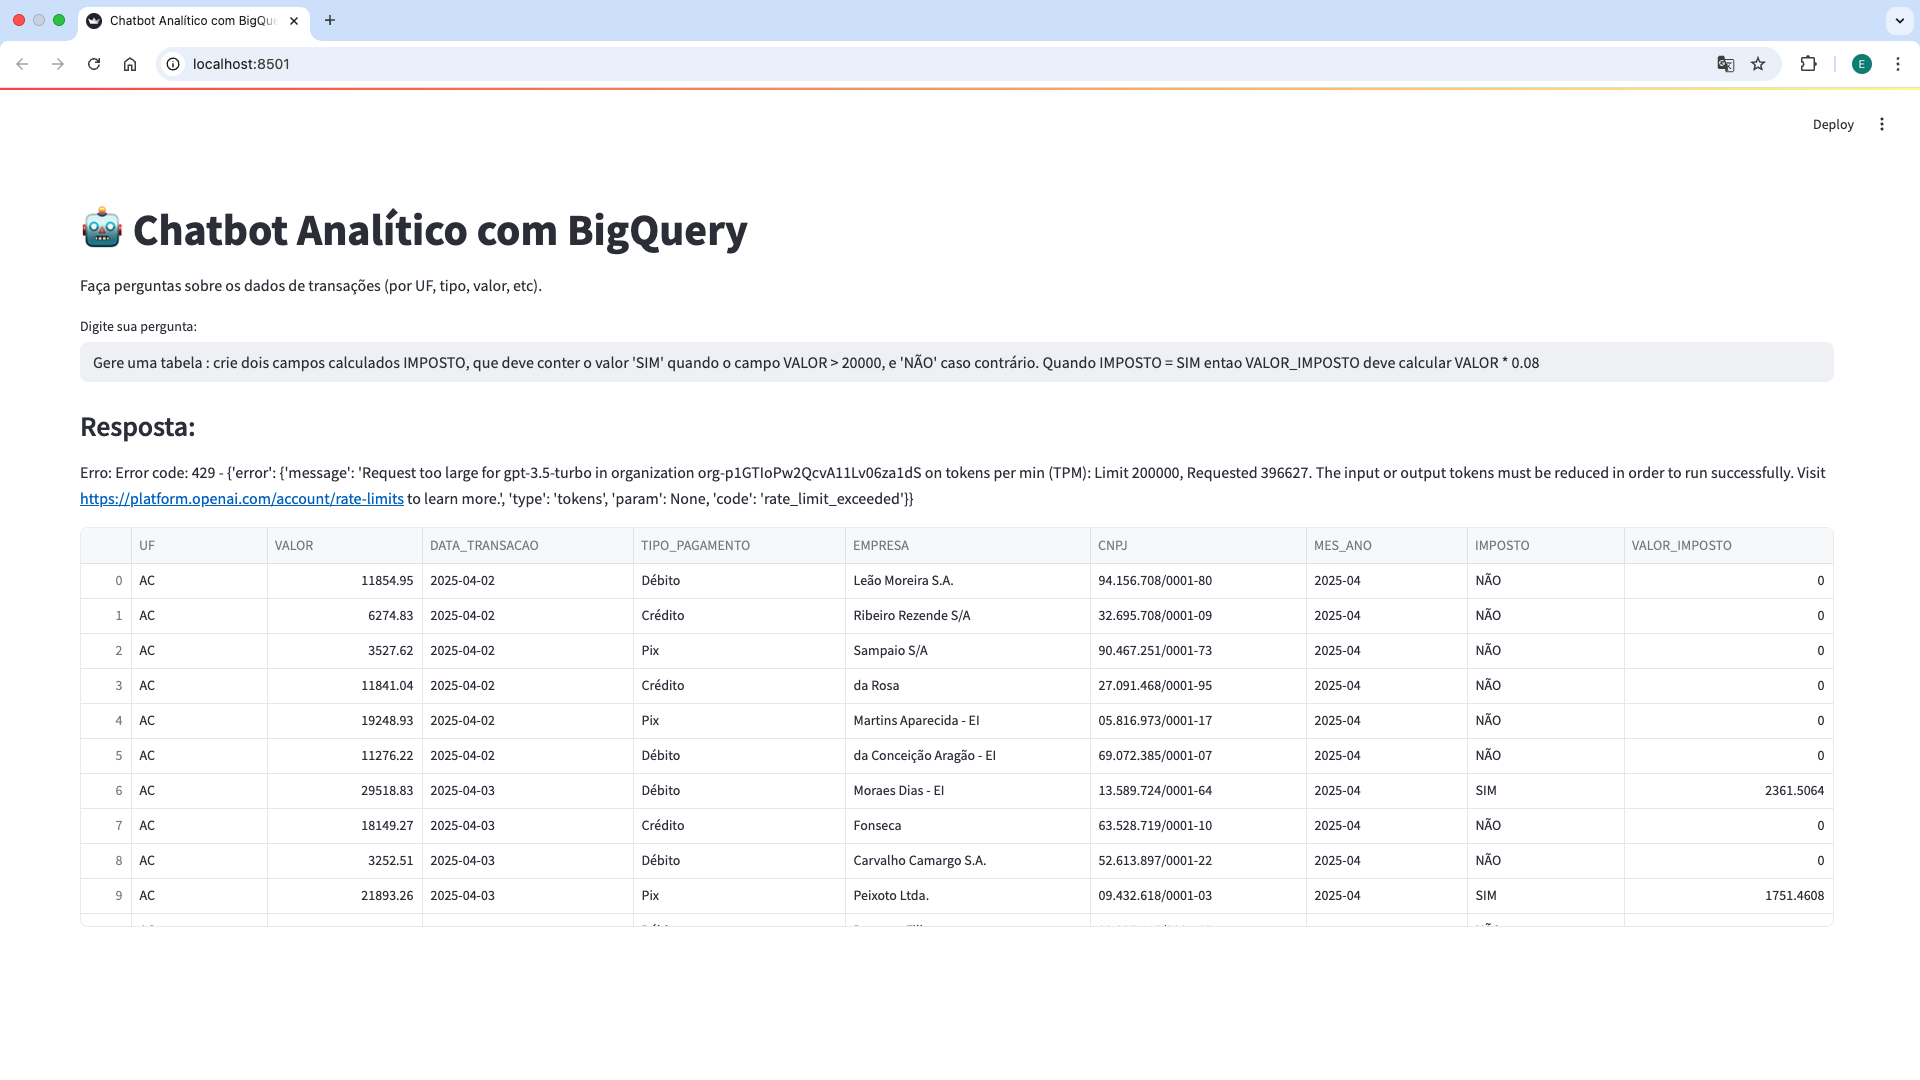 Chatbot Analítico com BigQue
localhost:8501
E
Deploy
Chatbot Analítico com BigQuery
Faça perguntas sobre os dados de transações (por UF, tipo, valor, etc).
Digite sua pergunta:
Gere uma tabela : crie dois campos calculados IMPOSTO, que deve conter o valor 'SIM' quando o campo VALOR > 20000, e 'NÃO' caso contrário. Quando IMPOSTO = SIM entao VALOR_IMPOSTO deve calcular VALOR * 0.08
Resposta:
Erro: Error code: 429 - {'error': {'message': 'Request too large for gpt-3.5-turbo in organization org-p1GTIoPw2QcvA11Lv06za1dS on tokens per min (TPM): Limit 200000, Requested 396627. The input or output tokens must be reduced in order to run successfully. Visit
https://platform.openai.com/account/rate-limits to learn more.', 'type': 'tokens', 'param': None, 'code': 'rate_limit_exceeded'}}
UF VALOR DATA_TRANSACAO TIPO_PAGAMENTO EMPRESA CNPJ MES_ANO IMPOSTO VALOR_IMPOSTO
0 AC 11854.95 2025-04-02 Débito Leão Moreira S.A. 94.156.708/0001-80 2025-04 NÃO 0
1 AC 6274.83 2025-04-02 Crédito Ribeiro Rezende S/A 32.695.708/0001-09 2025-04 NÃO 0
2 AC 3527.62 2025-04-02 Pix Sampaio S/A 90.467.251/0001-73 2025-04 NÃO 0
3 AC 11841.04 2025-04-02 Crédito da Rosa 27.091.468/0001-95 2025-04 NÃO 0
4 AC 19248.93 2025-04-02 Pix Martins Aparecida - EI 05.816.973/0001-17 2025-04 NÃO 0
5 AC 11276.22 2025-04-02 Débito da Conceição Aragão - EI 69.072.385/0001-07 2025-04 NÃO 0
6 AC 29518.83 2025-04-03 Débito Moraes Dias - EI 13.589.724/0001-64 2025-04 SIM 2361.5064
7 AC 18149.27 2025-04-03 Crédito Fonseca 63.528.719/0001-10 2025-04 NÃO 0
8 AC 3252.51 2025-04-03 Débito Carvalho Camargo S.A. 52.613.897/0001-22 2025-04 NÃO 0
9 AC 21893.26 2025-04-03 Pix Peixoto Ltda. 09.432.618/0001-03 2025-04 SIM 1751.4608